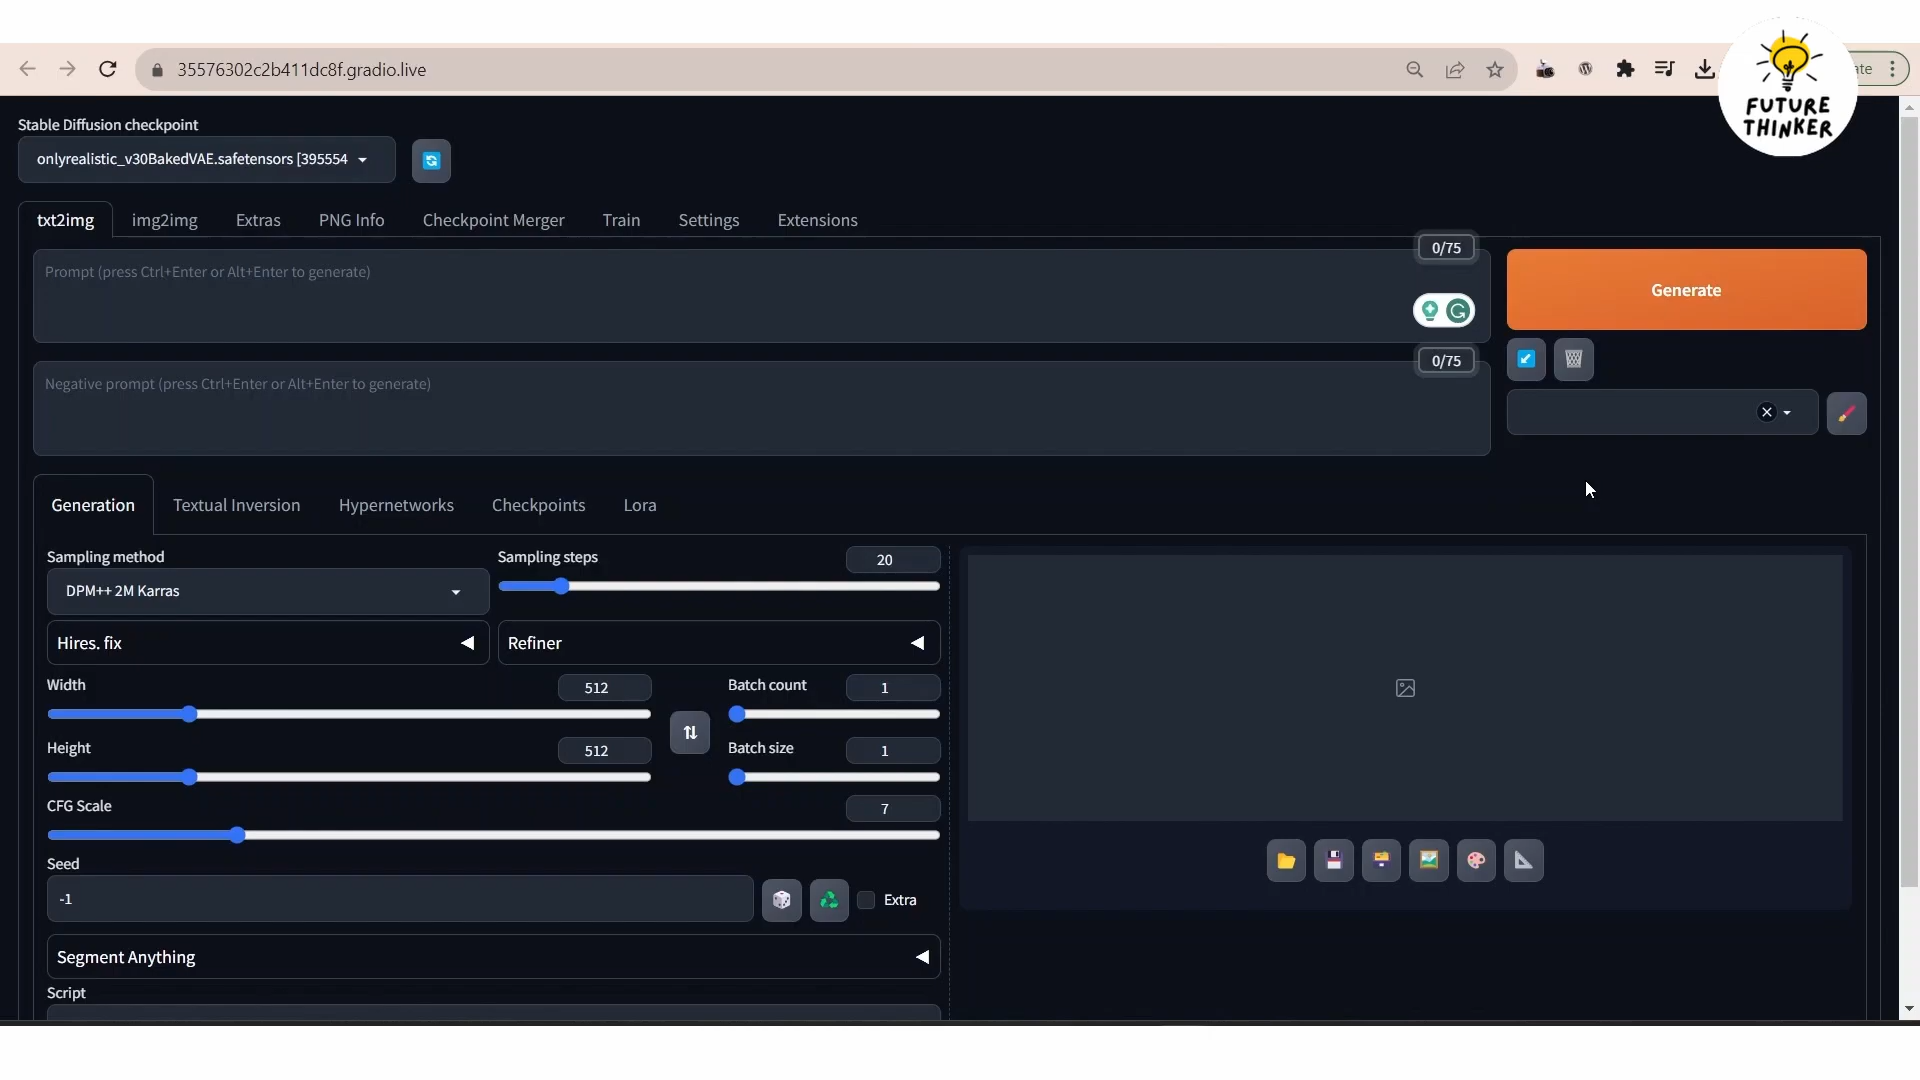 35576302c2b411dc8f.gradio.live
FUTURE
THINKER
Stable Diffusion checkpoint
onlyrealistic_v30BakedVAE.safetensors [395554
txt2img img2img Extras PNG Info Checkpoint Merger Train Settings Extensions
0/75
Prompt (press Ctrl+Enter or Alt+Enter to generate)
Generate
0/75
Negative prompt (press Ctrl+Enter or Alt+Enter to generate)
Generation Textual Inversion Hypernetworks Checkpoints Lora
Sampling method
DPM++ 2M Karras
Sampling steps 20
Hires. fix
Refiner
Width 512
Batch count 1
Height 512
Batch size 1
CFG Scale 7
Seed
-1
Extra
Segment Anything
Script